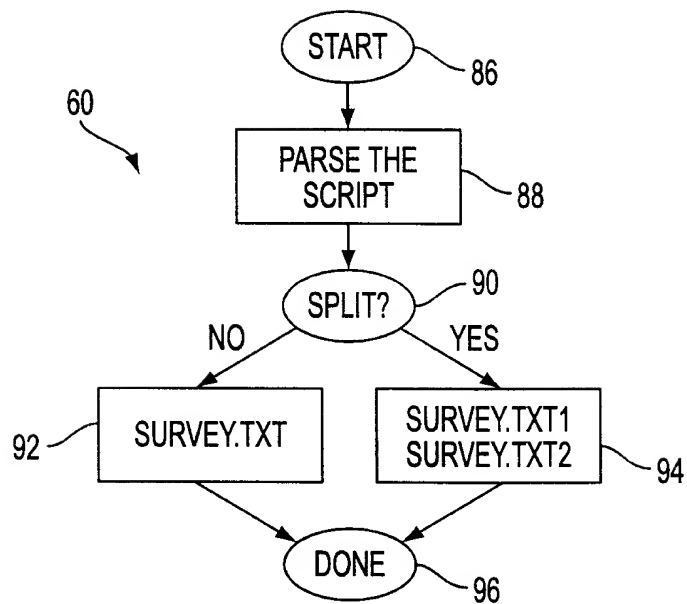 START
86
60
PARSE THE
SCRIPT
88
SPLIT?
90
NO
YES
SURVEY.TXT
92
SURVEY.TXT1
SURVEY.TXT2
94
DONE
96